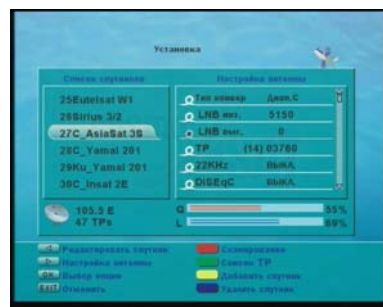 Установка
Список спутников
Настройка антенны
25Eutelsat W1
26Sirius 2/3
27C_AsiaSat 3S
28C_Yamal 201
29Ku_Yamal 201
30C_Insat 2E
Тип конвер Диап.C
LNB низ. 5150
LNB выс. 0
TP (14) 03760
22KHz Выкл.
DiSEqC Выкл.
105.5 E
47 TPs
Q 55%
L 69%
Редактировать спутник
Настройка антенны
OK Выбор опции
EXIT Отменить
Сканирование
Список TP
Добавить спутник
Удалить спутник